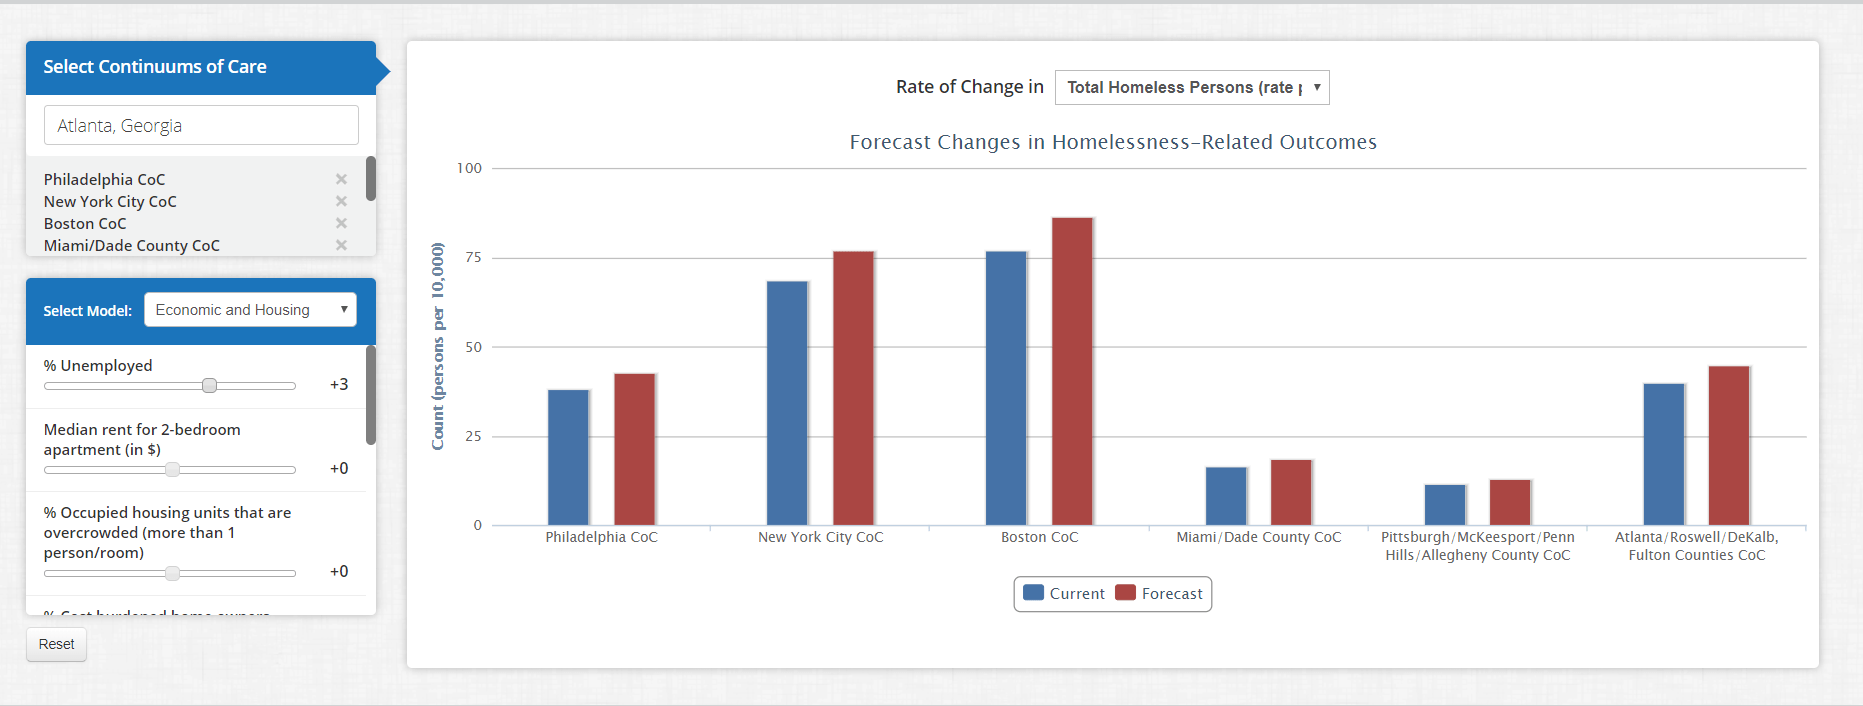 Select Continuums of Care
Atlanta, Georgia
Philadelphia CoC
New York City CoC
Boston CoC
Miami/Dade County CoC
Select Model: Economic and Housing
% Unemployed
+3
Median rent for 2-bedroom
apartment (in $)
+0
% Occupied housing units that are
overcrowded (more than 1
person/room)
+0
% Cost burdened home owners
Reset
Rate of Change in Total Homeless Persons (rate p
Forecast Changes in Homelessness-Related Outcomes
Count (persons per 10,000)
100
75
50
25
0
Philadelphia CoC
New York City CoC
Boston CoC
Miami/Dade County CoC
Pittsburgh/McKeesport/Penn
Hills/Allegheny County CoC
Atlanta/Roswell/DeKalb,
Fulton Counties CoC
Current
Forecast